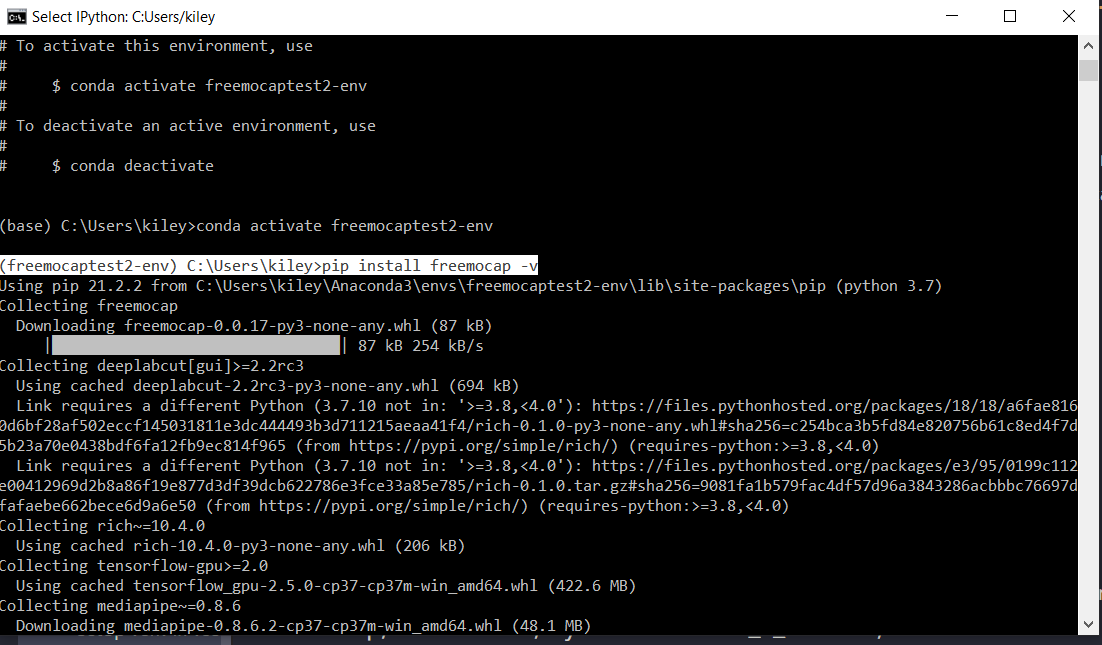 Select IPython: C:Users/kiley
# To activate this environment, use
#
#     $ conda activate freemocaptest2-env
#
# To deactivate an active environment, use
#
#     $ conda deactivate
(base) C:\Users\kiley>conda activate freemocaptest2-env
(freemocaptest2-env) C:\Users\kiley>pip install freemocap -v
Using pip 21.2.2 from C:\Users\kiley\Anaconda3\envs\freemocaptest2-env\lib\site-packages\pip (python 3.7)
Collecting freemocap
  Downloading freemocap-0.0.17-py3-none-any.whl (87 kB)
     | | 87 kB 254 kB/s
Collecting deeplabcut[gui]>=2.2rc3
  Using cached deeplabcut-2.2rc3-py3-none-any.whl (694 kB)
  Link requires a different Python (3.7.10 not in: '>=3.8,<4.0'): https://files.pythonhosted.org/packages/18/18/a6fae816
0d6bf28af502eccf145031811e3dc444493b3d711215aeaa41f4/rich-0.1.0-py3-none-any.whl#sha256=c254bca3b5fd84e820756b61c8ed4f7d
5b23a70e0438bdf6fa12fb9ec814f965 (from https://pypi.org/simple/rich/) (requires-python:>=3.8,<4.0)
  Link requires a different Python (3.7.10 not in: '>=3.8,<4.0'): https://files.pythonhosted.org/packages/e3/95/0199c112
e00412969d2b8a86f19e877d3df39dcb622786e3fce33a85e785/rich-0.1.0.tar.gz#sha256=9081fa1b579fac4df57d96a3843286acbbbc76697d
fafaebe662bece6d9a6e50 (from https://pypi.org/simple/rich/) (requires-python:>=3.8,<4.0)
Collecting rich~=10.4.0
  Using cached rich-10.4.0-py3-none-any.whl (206 kB)
Collecting tensorflow-gpu>=2.0
  Using cached tensorflow_gpu-2.5.0-cp37-cp37m-win_amd64.whl (422.6 MB)
Collecting mediapipe~=0.8.6
  Downloading mediapipe-0.8.6.2-cp37-cp37m-win_amd64.whl (48.1 MB)